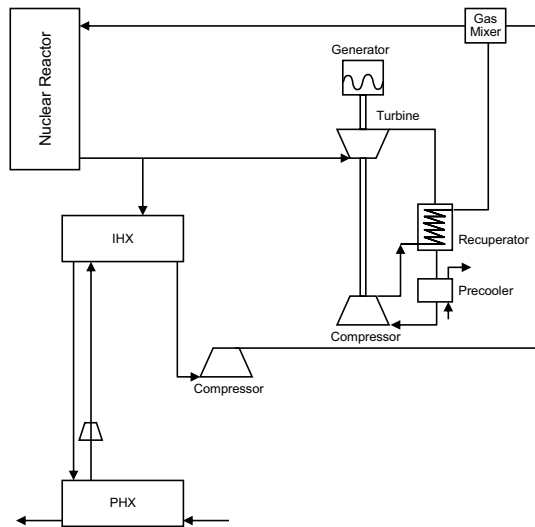 Gas
Mixer
Nuclear Reactor
Generator
Turbine
IHX
Recuperator
Precooler
Compressor
Compressor
PHX